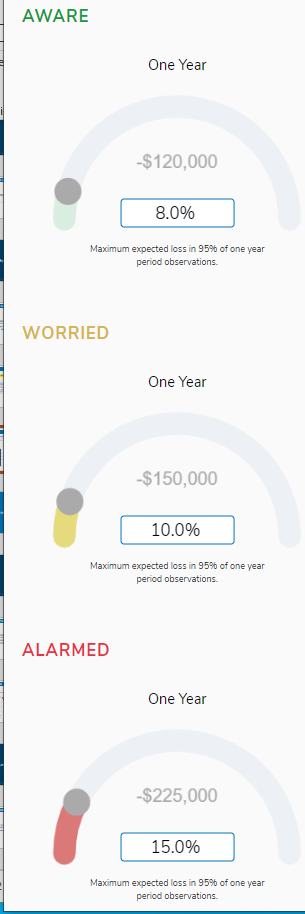 AWARE
One Year
-$120,000
8.0%
Maximum expected loss in 95% of one year
period observations.
WORRIED
One Year
-$150,000
10.0%
Maximum expected loss in 95% of one year
period observations.
ALARMED
One Year
-$225,000
15.0%
Maximum expected loss in 95% of one year
period observations.